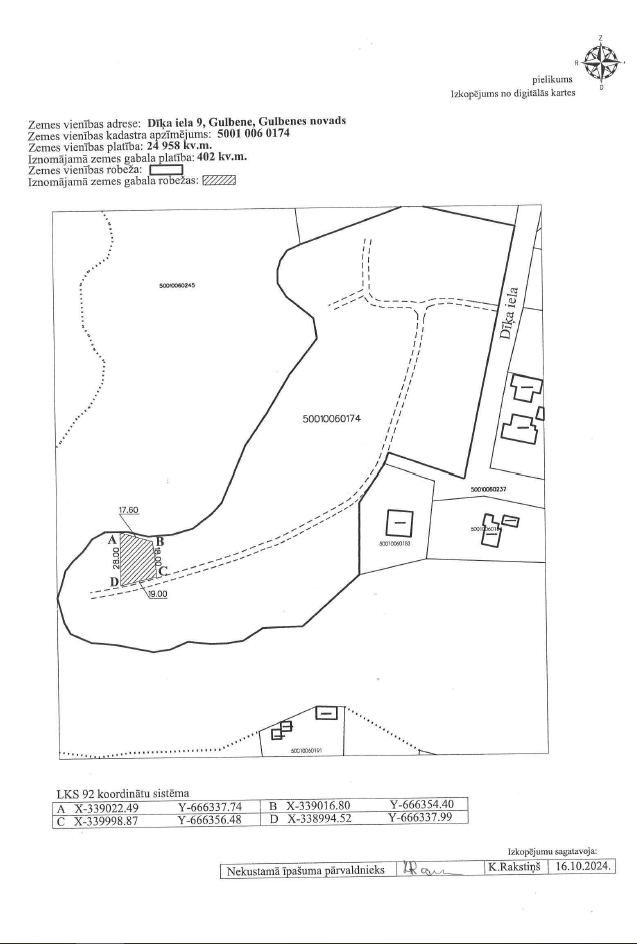 Z
R
D
pielikums
Izkopējums no digitālās kartes
Zemes vienības adrese: Dīķa iela 9, Gulbene, Gulbenes novads
Zemes vienības kadastra apzīmējums: 5001 006 0174
Zemes vienības platība: 24 958 kv.m.
Iznomājamā zemes gabala platība: 402 kv.m.
Zemes vienības robeža:
Iznomājamā zemes gabala robežas:
50010060245
Dīķa iela
50010060174
50010060237
17.60
A
B
28.00
18.00
50010060183
C
D
19.00
50010060191
LKS 92 koordinātu sistēma
A X-339022.49 Y-666337.74 B X-339016.80 Y-666354.40
C X-339998.87 Y-666356.48 D X-338994.52 Y-666337.99
Izkopējumu sagatavoja:
Nekustamā īpašuma pārvaldnieks K.Rakstiņš 16.10.2024.